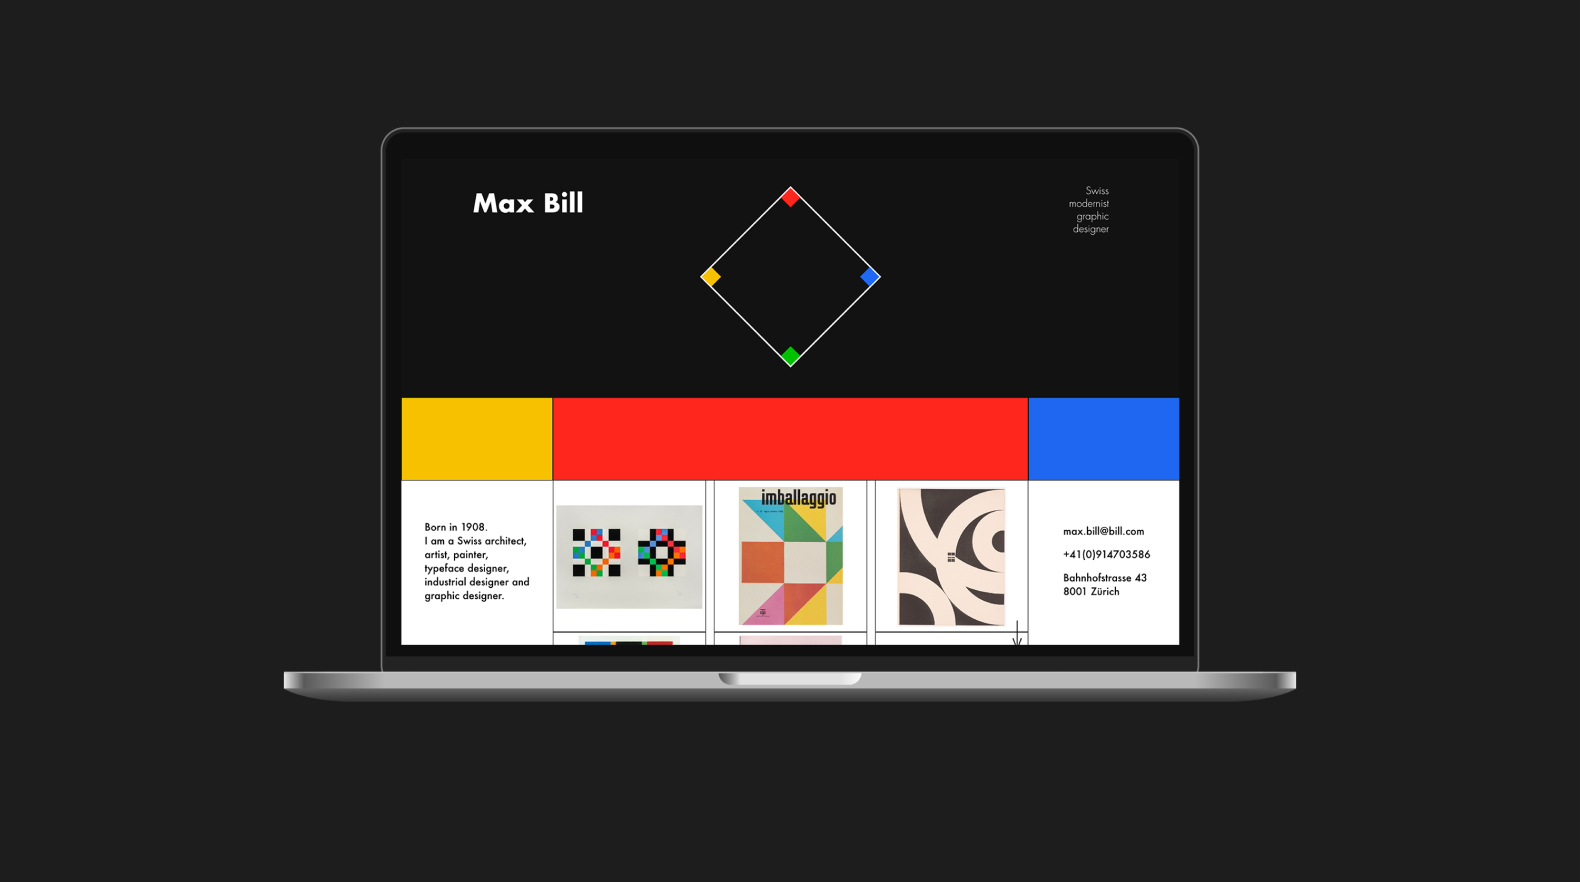 Max Bill
Swiss
modernist
graphic
designer
Born in 1908.
I am a Swiss architect,
artist, painter,
typeface designer,
industrial designer and
graphic designer.
imballaggio
max.bill@bill.com
+41(0)914703586
Bahnhofstrasse 43
8001 Zürich